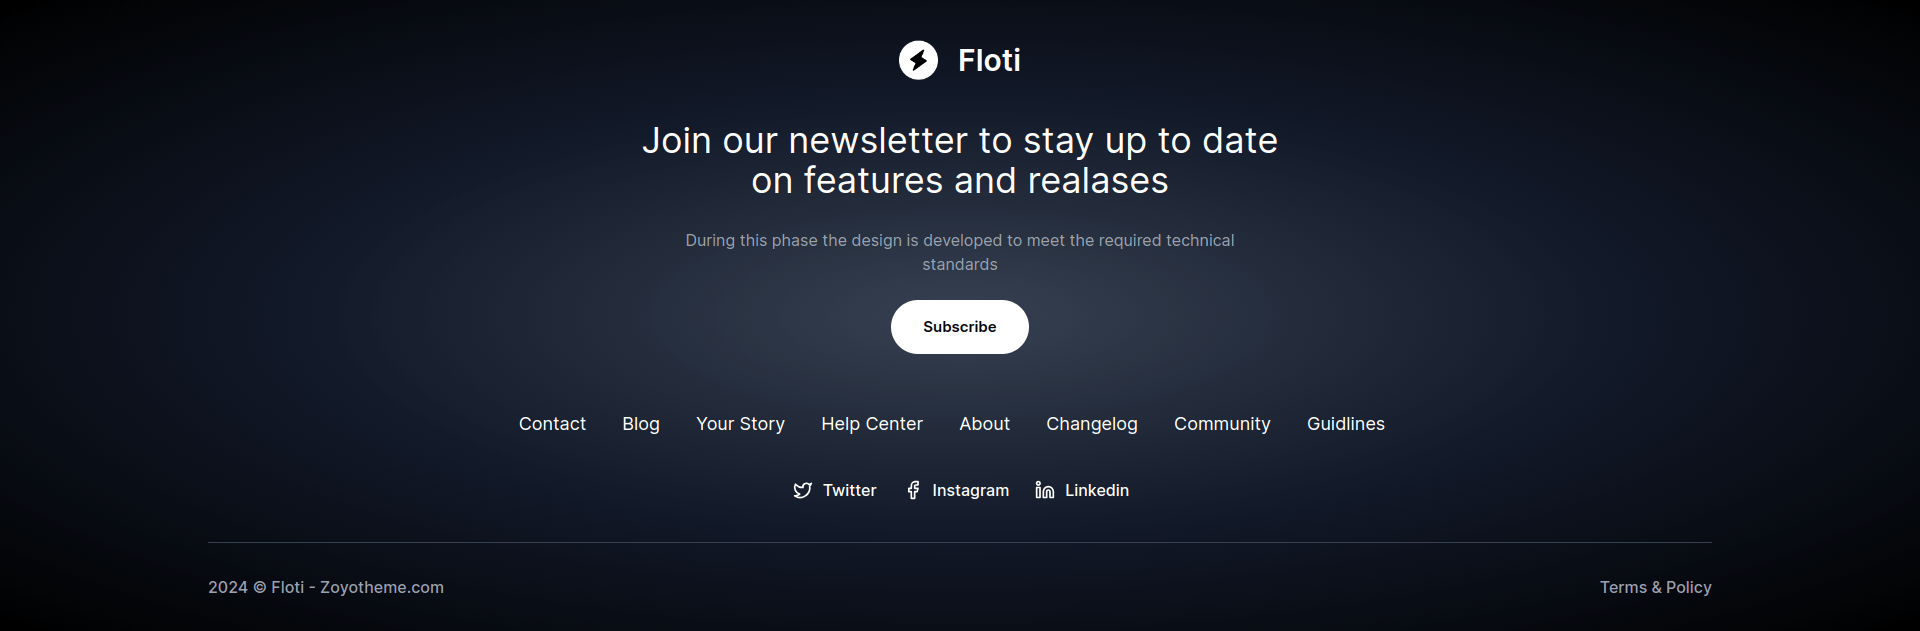 Floti
Join our newsletter to stay up to date
on features and realases
During this phase the design is developed to meet the required technical
standards
Subscribe
Contact Blog Your Story Help Center About Changelog Community Guidlines
Twitter Instagram Linkedin
2024 © Floti - Zoyotheme.com Terms & Policy